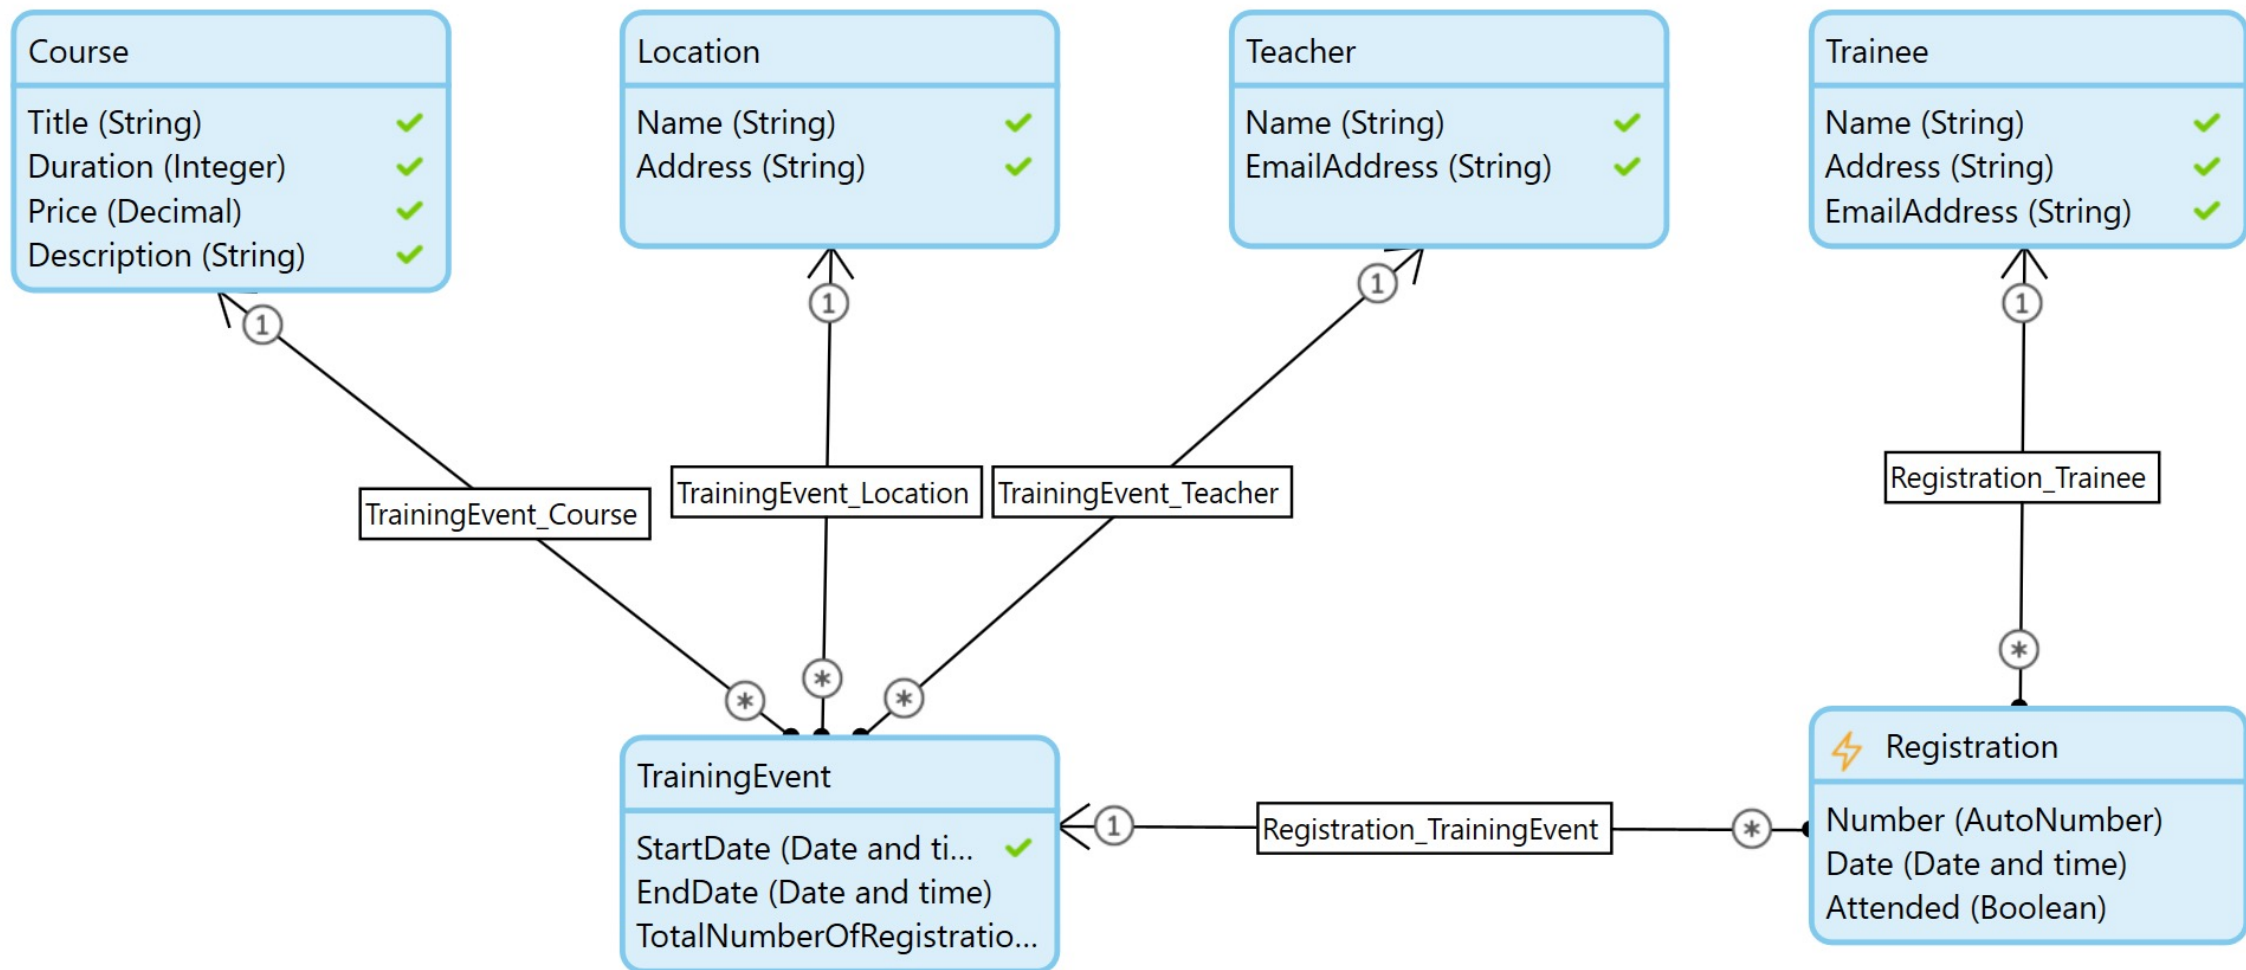 Course
Title (String)
Duration (Integer)
Price (Decimal)
Description (String)
Location
Name (String)
Address (String)
Teacher
Name (String)
EmailAddress (String)
Trainee
Name (String)
Address (String)
EmailAddress (String)
1
1
1
1
TrainingEvent_Course
TrainingEvent_Location
TrainingEvent_Teacher
Registration_Trainee
*
*
*
*
TrainingEvent
StartDate (Date and ti...
EndDate (Date and time)
TotalNumberOfRegistratio...
1
Registration_TrainingEvent
*
Registration
Number (AutoNumber)
Date (Date and time)
Attended (Boolean)